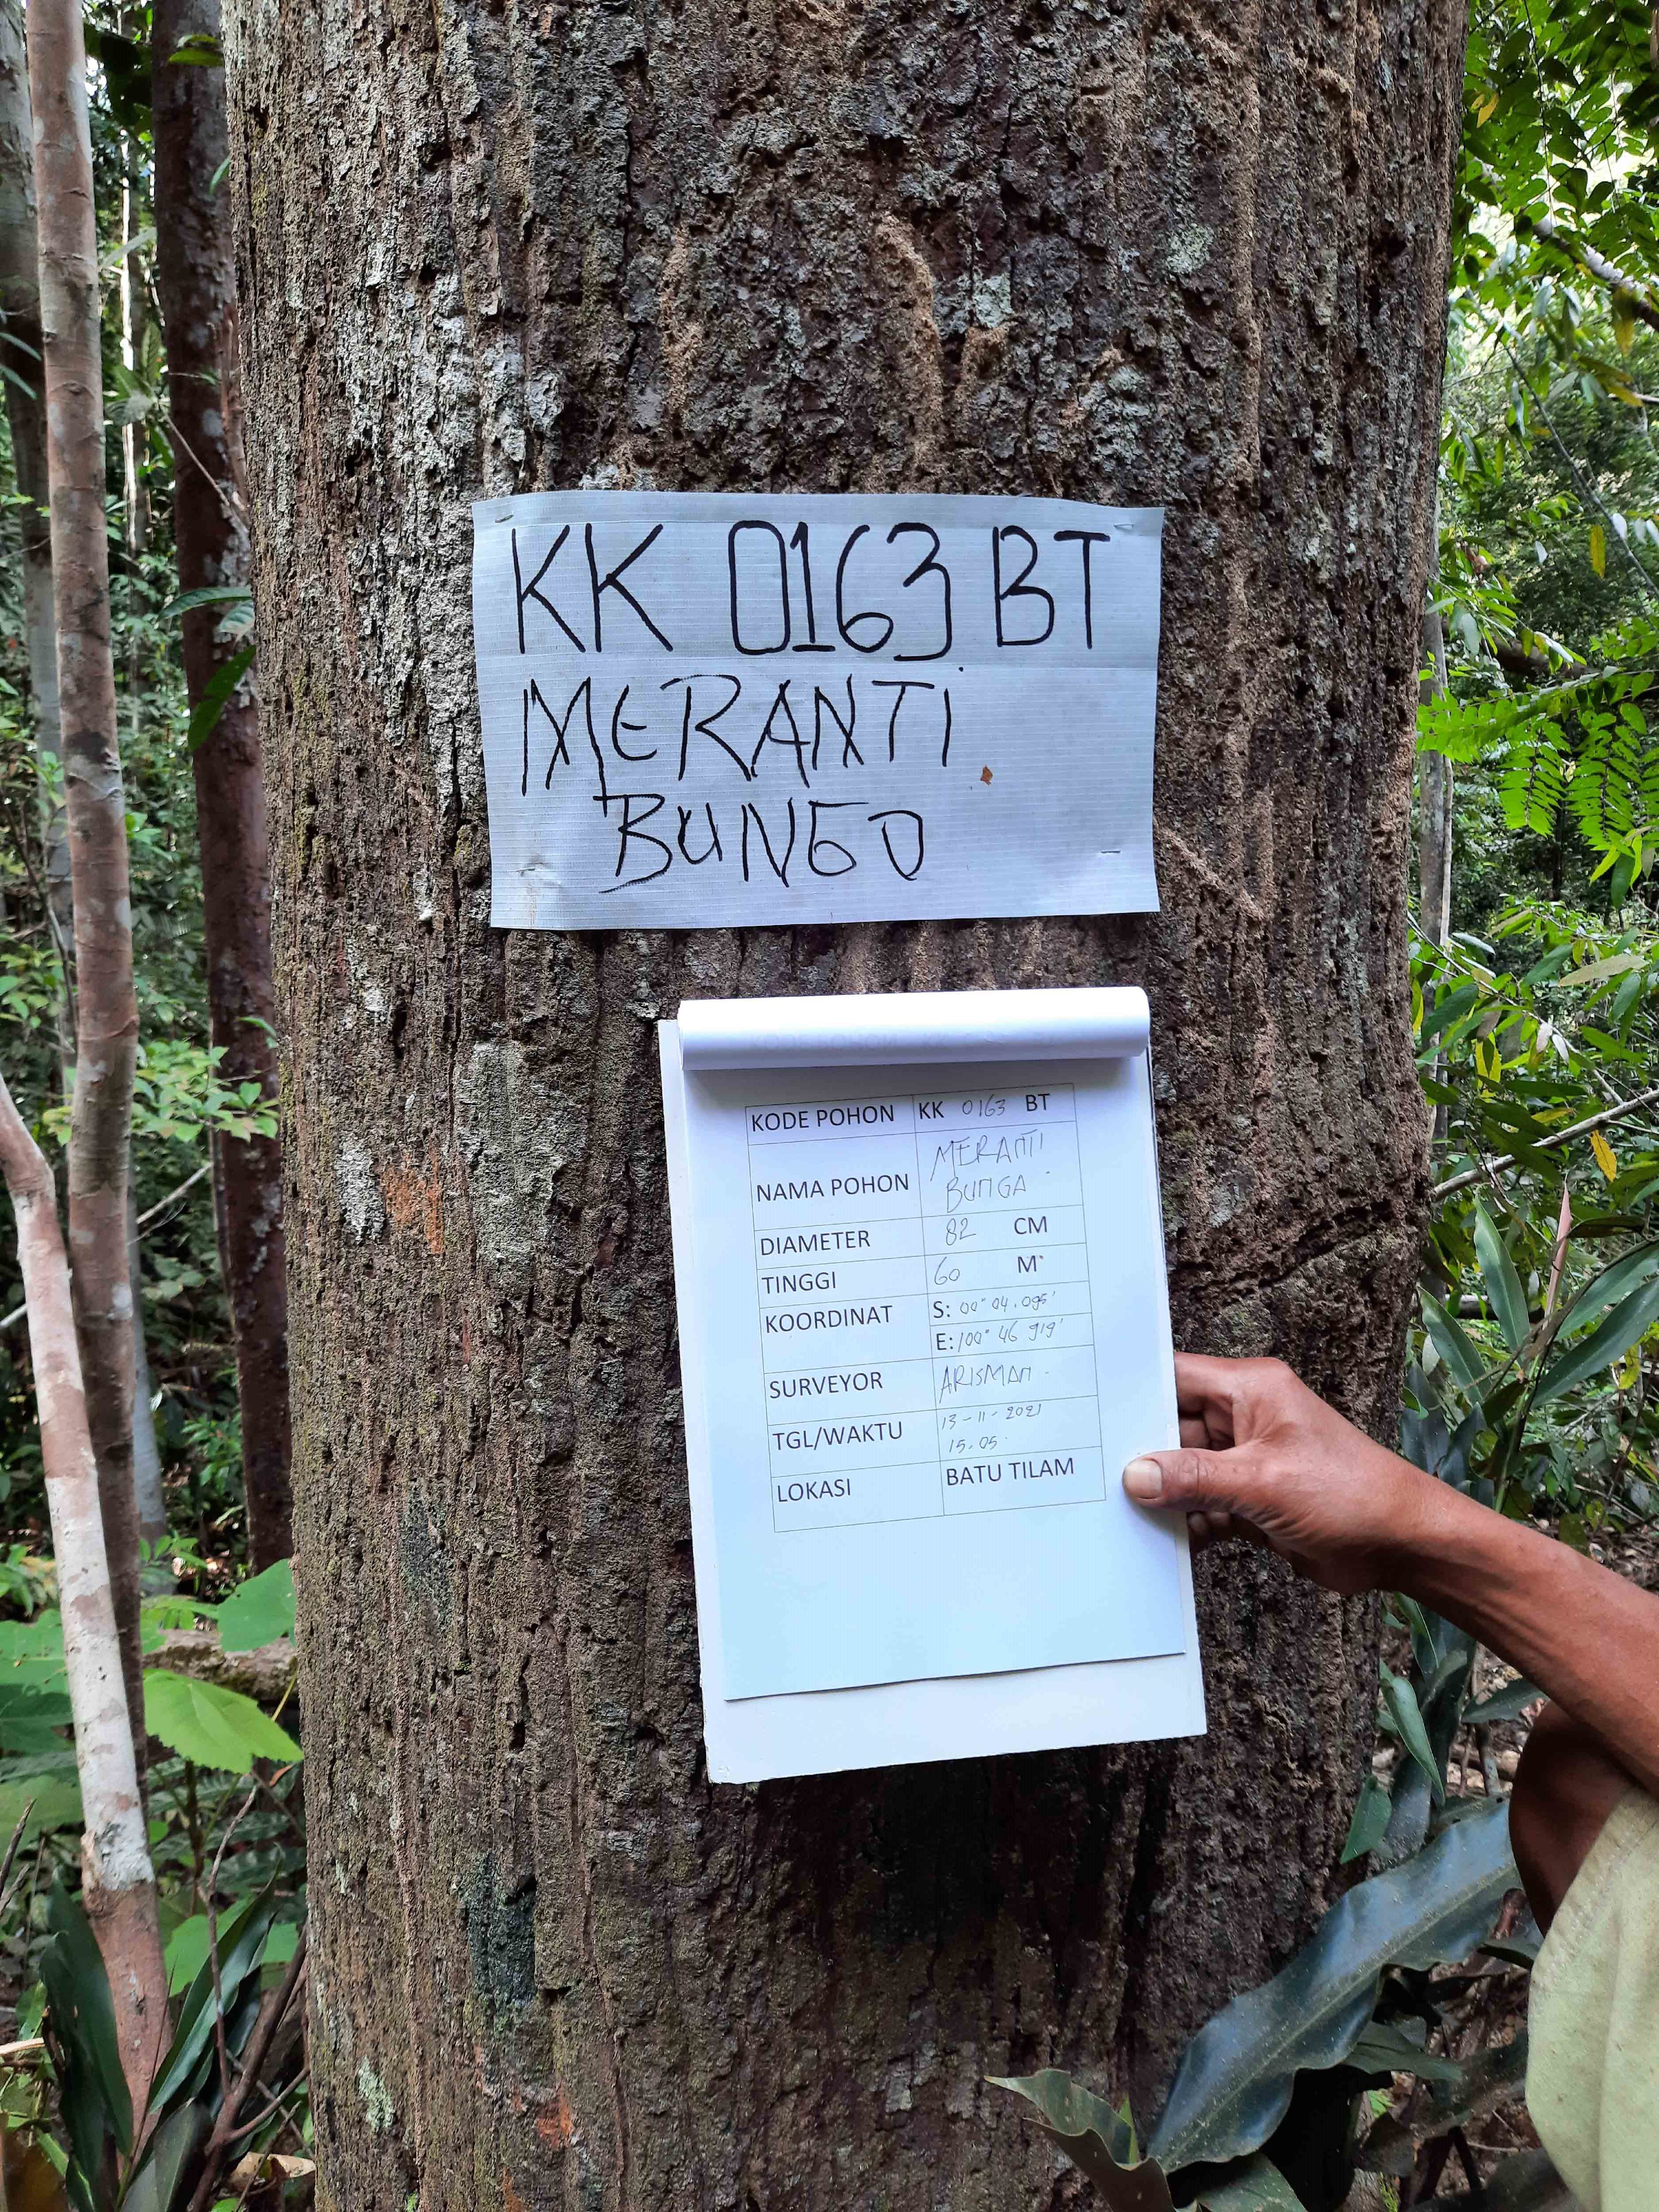 KK 0163 BT
MERANTI
BUNGO
KODE POHON KK 0163 BT
NAMA POHON MERANTI BUNGA
DIAMETER 82 CM
TINGGI 60 M
KOORDINAT S: 00° 04.095'
E: 100° 46 919'
SURVEYOR ARISMAN
TGL/WAKTU 13-11-2021
15.05
LOKASI BATU TILAM